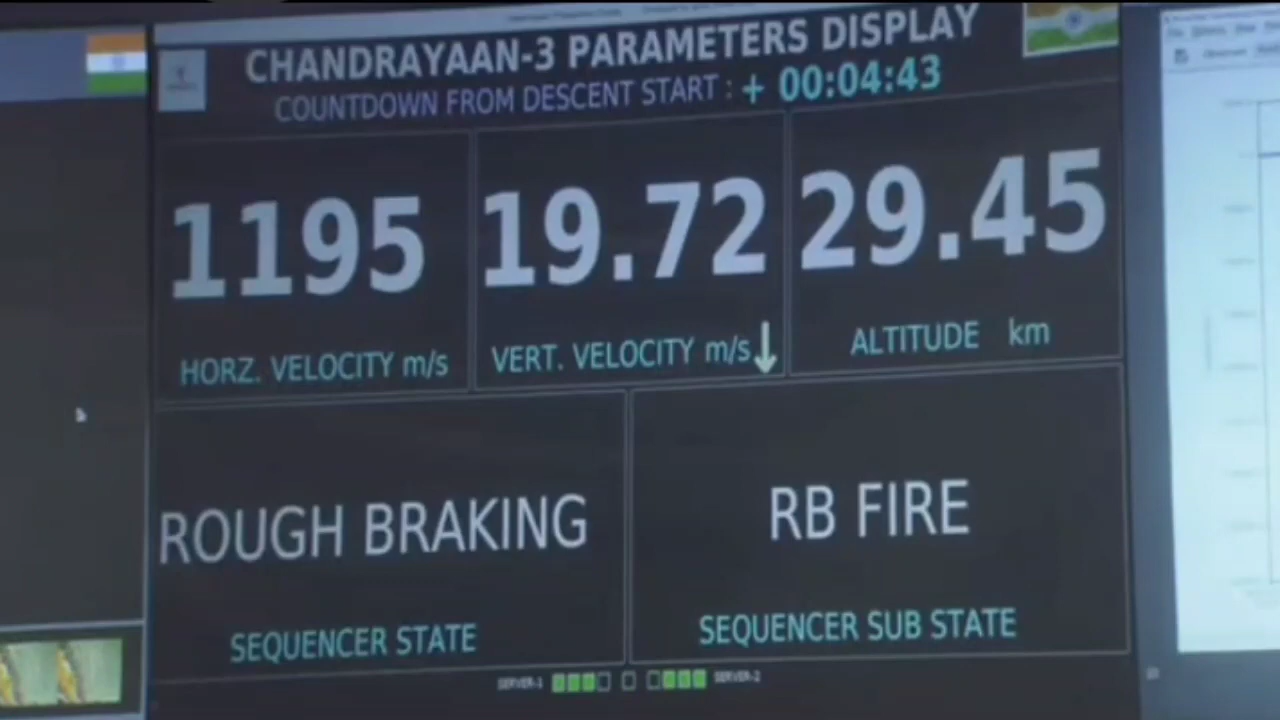 CHANDRAYAAN-3 PARAMETERS DISPLAY
COUNTDOWN FROM DESCENT START : + 00:04:43
1195
HORZ. VELOCITY m/s
19.72
VERT. VELOCITY m/s↓
29.45
ALTITUDE km
ROUGH BRAKING
SEQUENCER STATE
RB FIRE
SEQUENCER SUB STATE
SERVER-1
SERVER-2